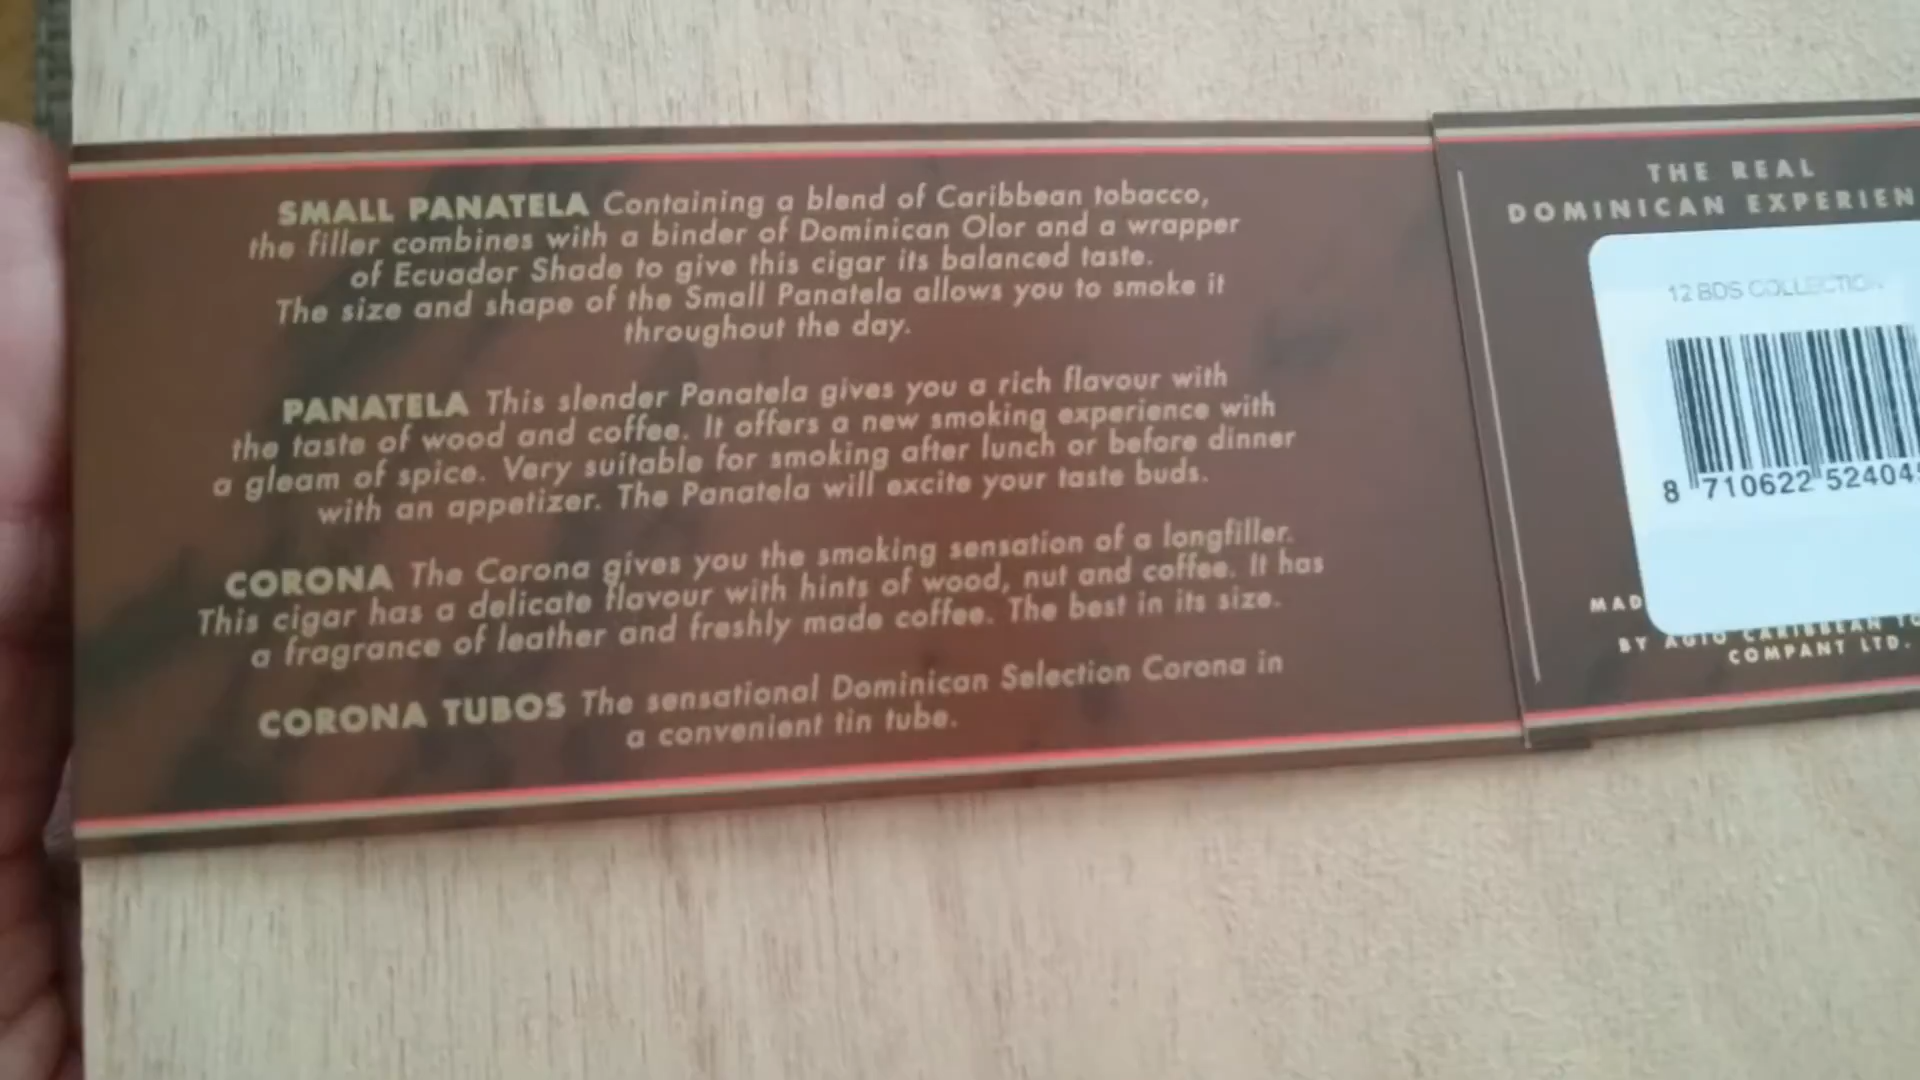 SMALL PANATELA Containing a blend of Caribbean tobacco,
the filler combines with a binder of Dominican Olor and a wrapper
of Ecuador Shade to give this cigar its balanced taste.
The size and shape of the Small Panatela allows you to smoke it
throughout the day.
PANATELA This slender Panatela gives you a rich flavour with
the taste of wood and coffee. It offers a new smoking experience with
a gleam of spice. Very suitable for smoking after lunch or before dinner
with an appetizer. The Panatela will excite your taste buds.
CORONA The Corona gives you the smoking sensation of a longfiller.
This cigar has a delicate flavour with hints of wood, nut and coffee. It has
a fragrance of leather and freshly made coffee. The best in its size.
CORONA TUBOS The sensational Dominican Selection Corona in
a convenient tin tube.
THE REAL
DOMINICAN EXPERIEN
12 BDS COLLECTION
8 710622 52404
MAD
BY AGIO CARIBBEAN TO
COMPANY LTD.